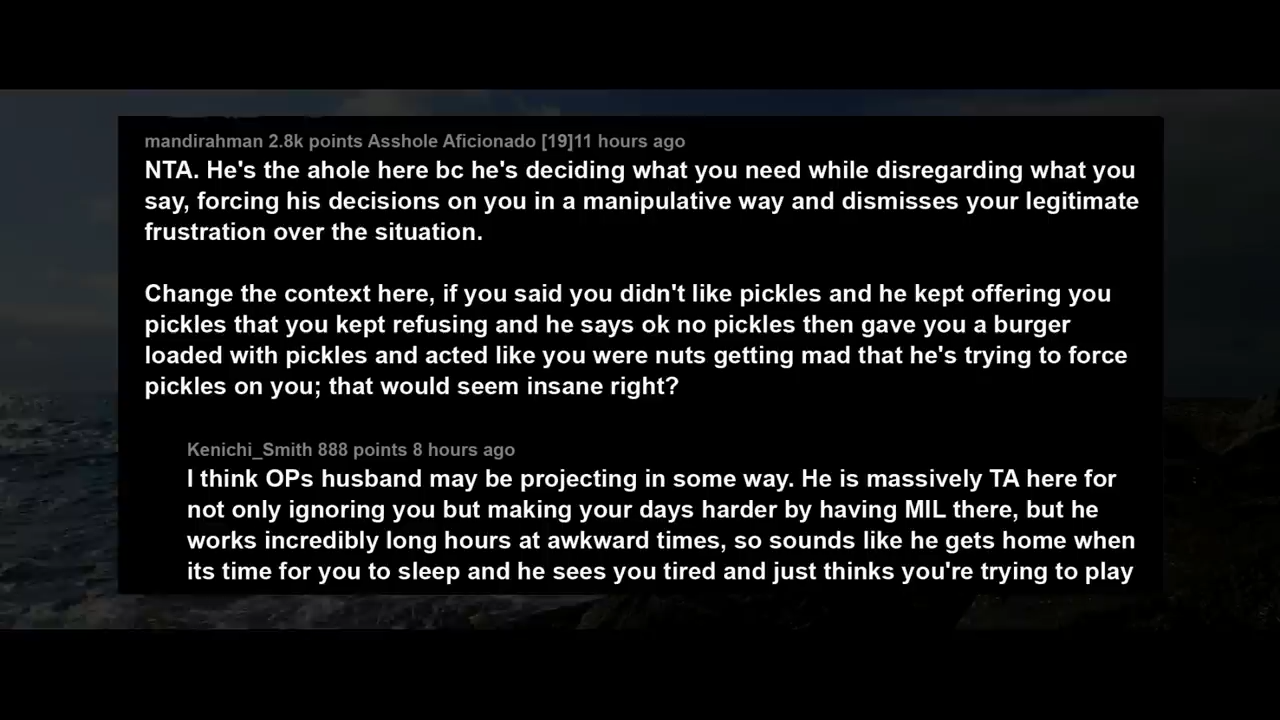 mandirahman 2.8k points Asshole Aficionado [19]11 hours ago
NTA. He's the ahole here bc he's deciding what you need while disregarding what you
say, forcing his decisions on you in a manipulative way and dismisses your legitimate
frustration over the situation.
Change the context here, if you said you didn't like pickles and he kept offering you
pickles that you kept refusing and he says ok no pickles then gave you a burger
loaded with pickles and acted like you were nuts getting mad that he's trying to force
pickles on you; that would seem insane right?
Kenichi_Smith 888 points 8 hours ago
I think OPs husband may be projecting in some way. He is massively TA here for
not only ignoring you but making your days harder by having MIL there, but he
works incredibly long hours at awkward times, so sounds like he gets home when
its time for you to sleep and he sees you tired and just thinks you're trying to play